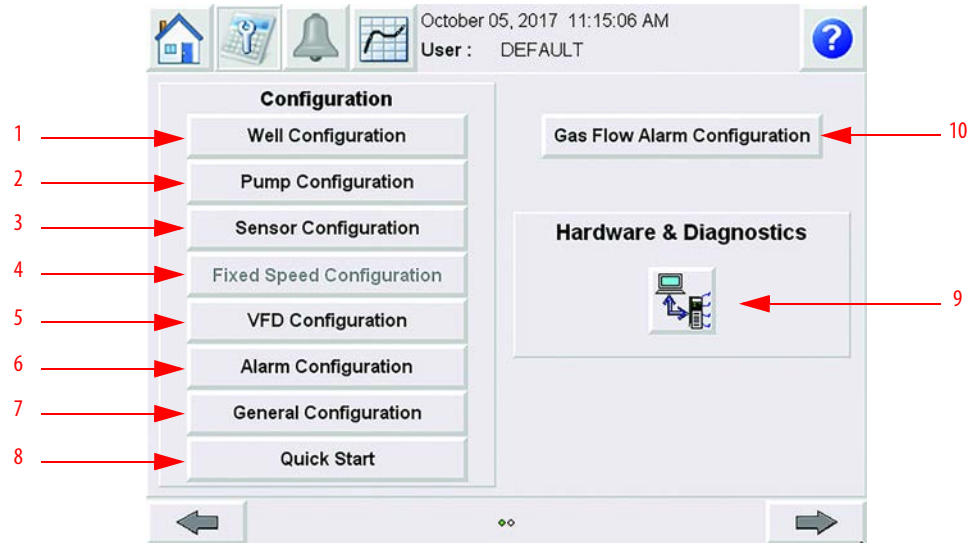 October 05, 2017 11:15:06 AM
User : DEFAULT
?
Configuration
1 Well Configuration
2 Pump Configuration
3 Sensor Configuration
4 Fixed Speed Configuration
5 VFD Configuration
6 Alarm Configuration
7 General Configuration
8 Quick Start
Gas Flow Alarm Configuration 10
Hardware & Diagnostics
9